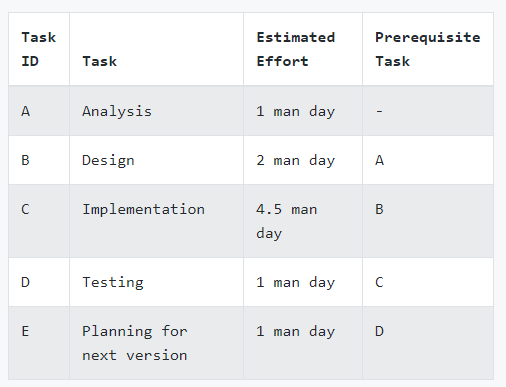 Task ID Task Estimated Effort Prerequisite Task
A Analysis 1 man day -
B Design 2 man day A
C Implementation 4.5 man day B
D Testing 1 man day C
E Planning for next version 1 man day D